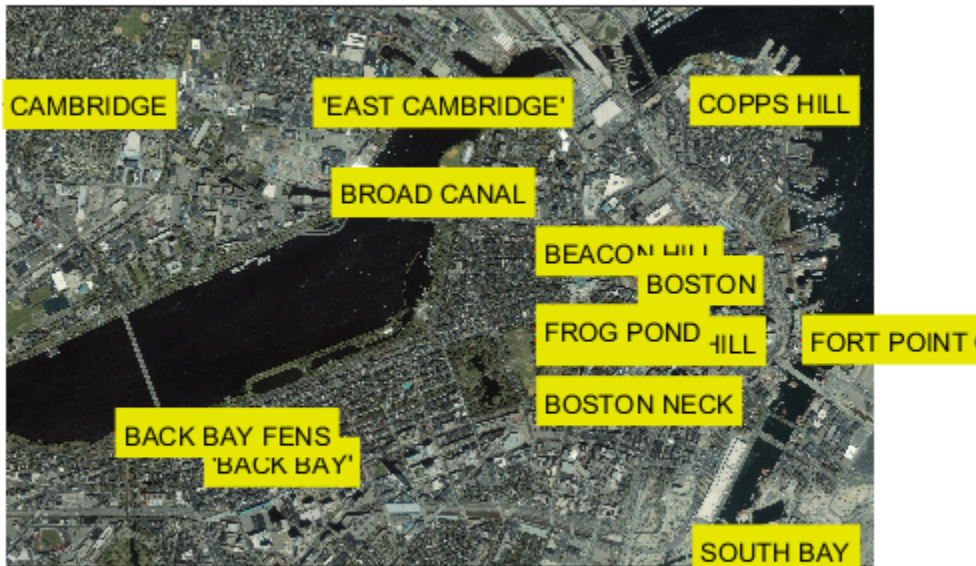 CAMBRIDGE
'EAST CAMBRIDGE'
COPPS HILL
BROAD CANAL
BEACON HILL
BOSTON
FROG POND
HILL
FORT POINT
BOSTON NECK
BACK BAY FENS
'BACK BAY'
SOUTH BAY